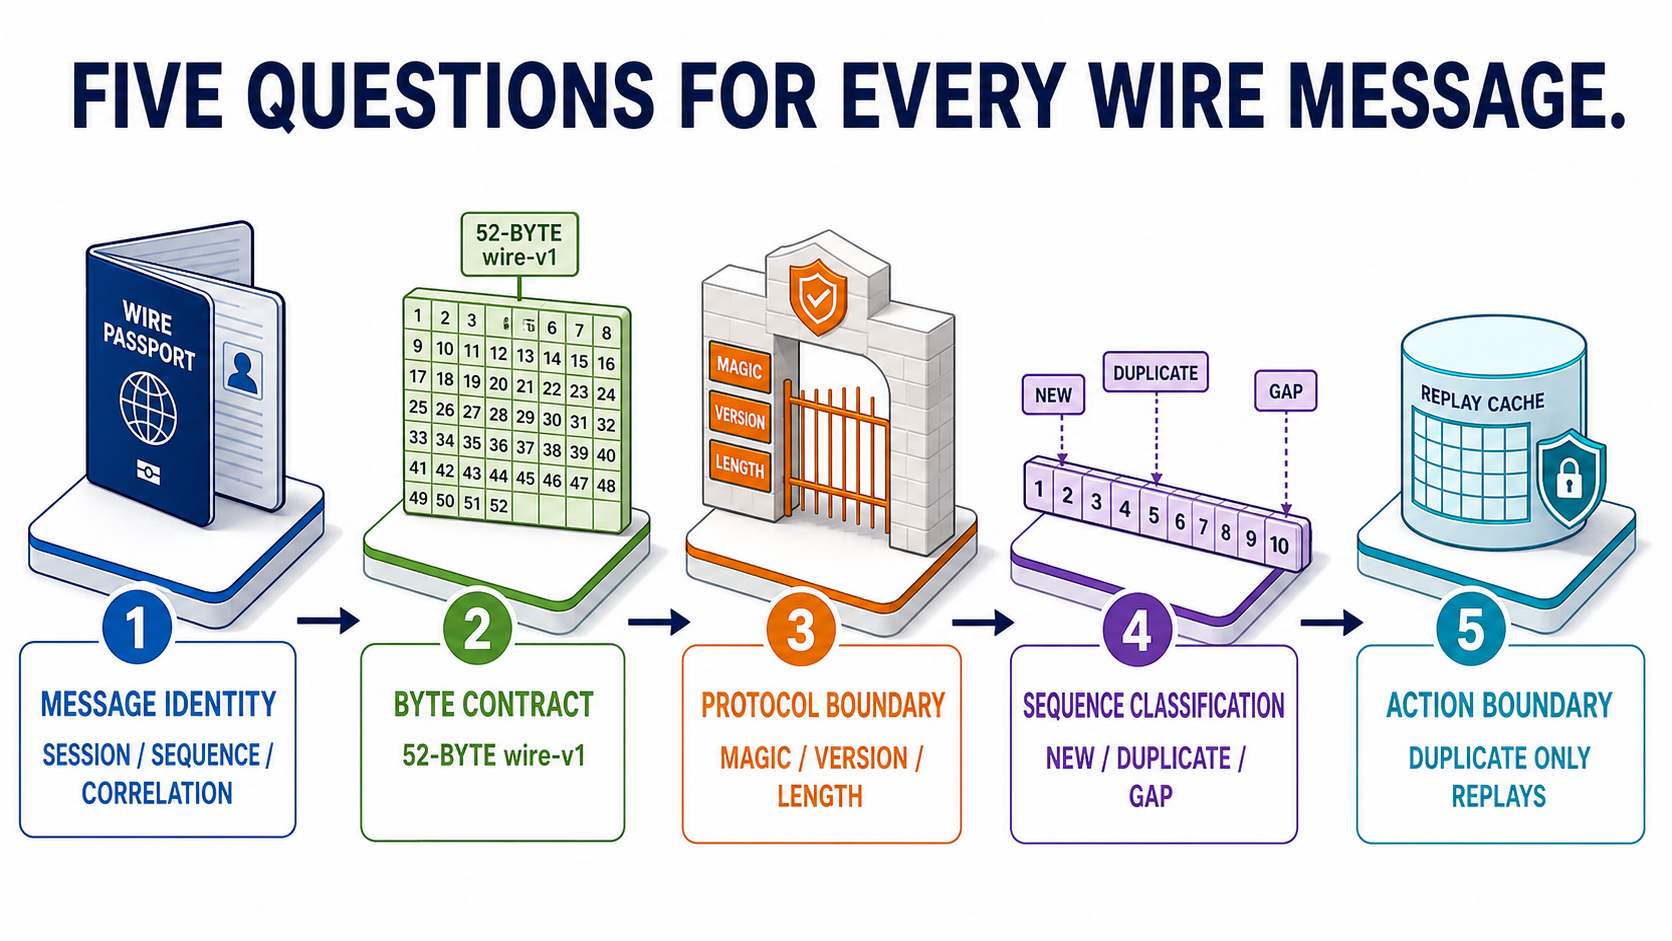 FIVE QUESTIONS FOR EVERY WIRE MESSAGE.
WIRE
PASSPORT
52-BYTE
wire-v1
1 2 3 6 7 8
9 10 11 12 13 14 15 16
17 18 19 20 21 22 23 24
25 26 27 28 29 30 31 32
33 34 35 36 37 38 39 40
41 42 43 44 45 46 47 48
49 50 51 52
MAGIC
VERSION
LENGTH
NEW
DUPLICATE
GAP
1 2 3 4 5 6 7 8 9 10
REPLAY CACHE
1
MESSAGE IDENTITY
SESSION / SEQUENCE /
CORRELATION
2
BYTE CONTRACT
52-BYTE wire-v1
3
PROTOCOL BOUNDARY
MAGIC / VERSION /
LENGTH
4
SEQUENCE CLASSIFICATION
NEW / DUPLICATE /
GAP
5
ACTION BOUNDARY
DUPLICATE ONLY
REPLAYS